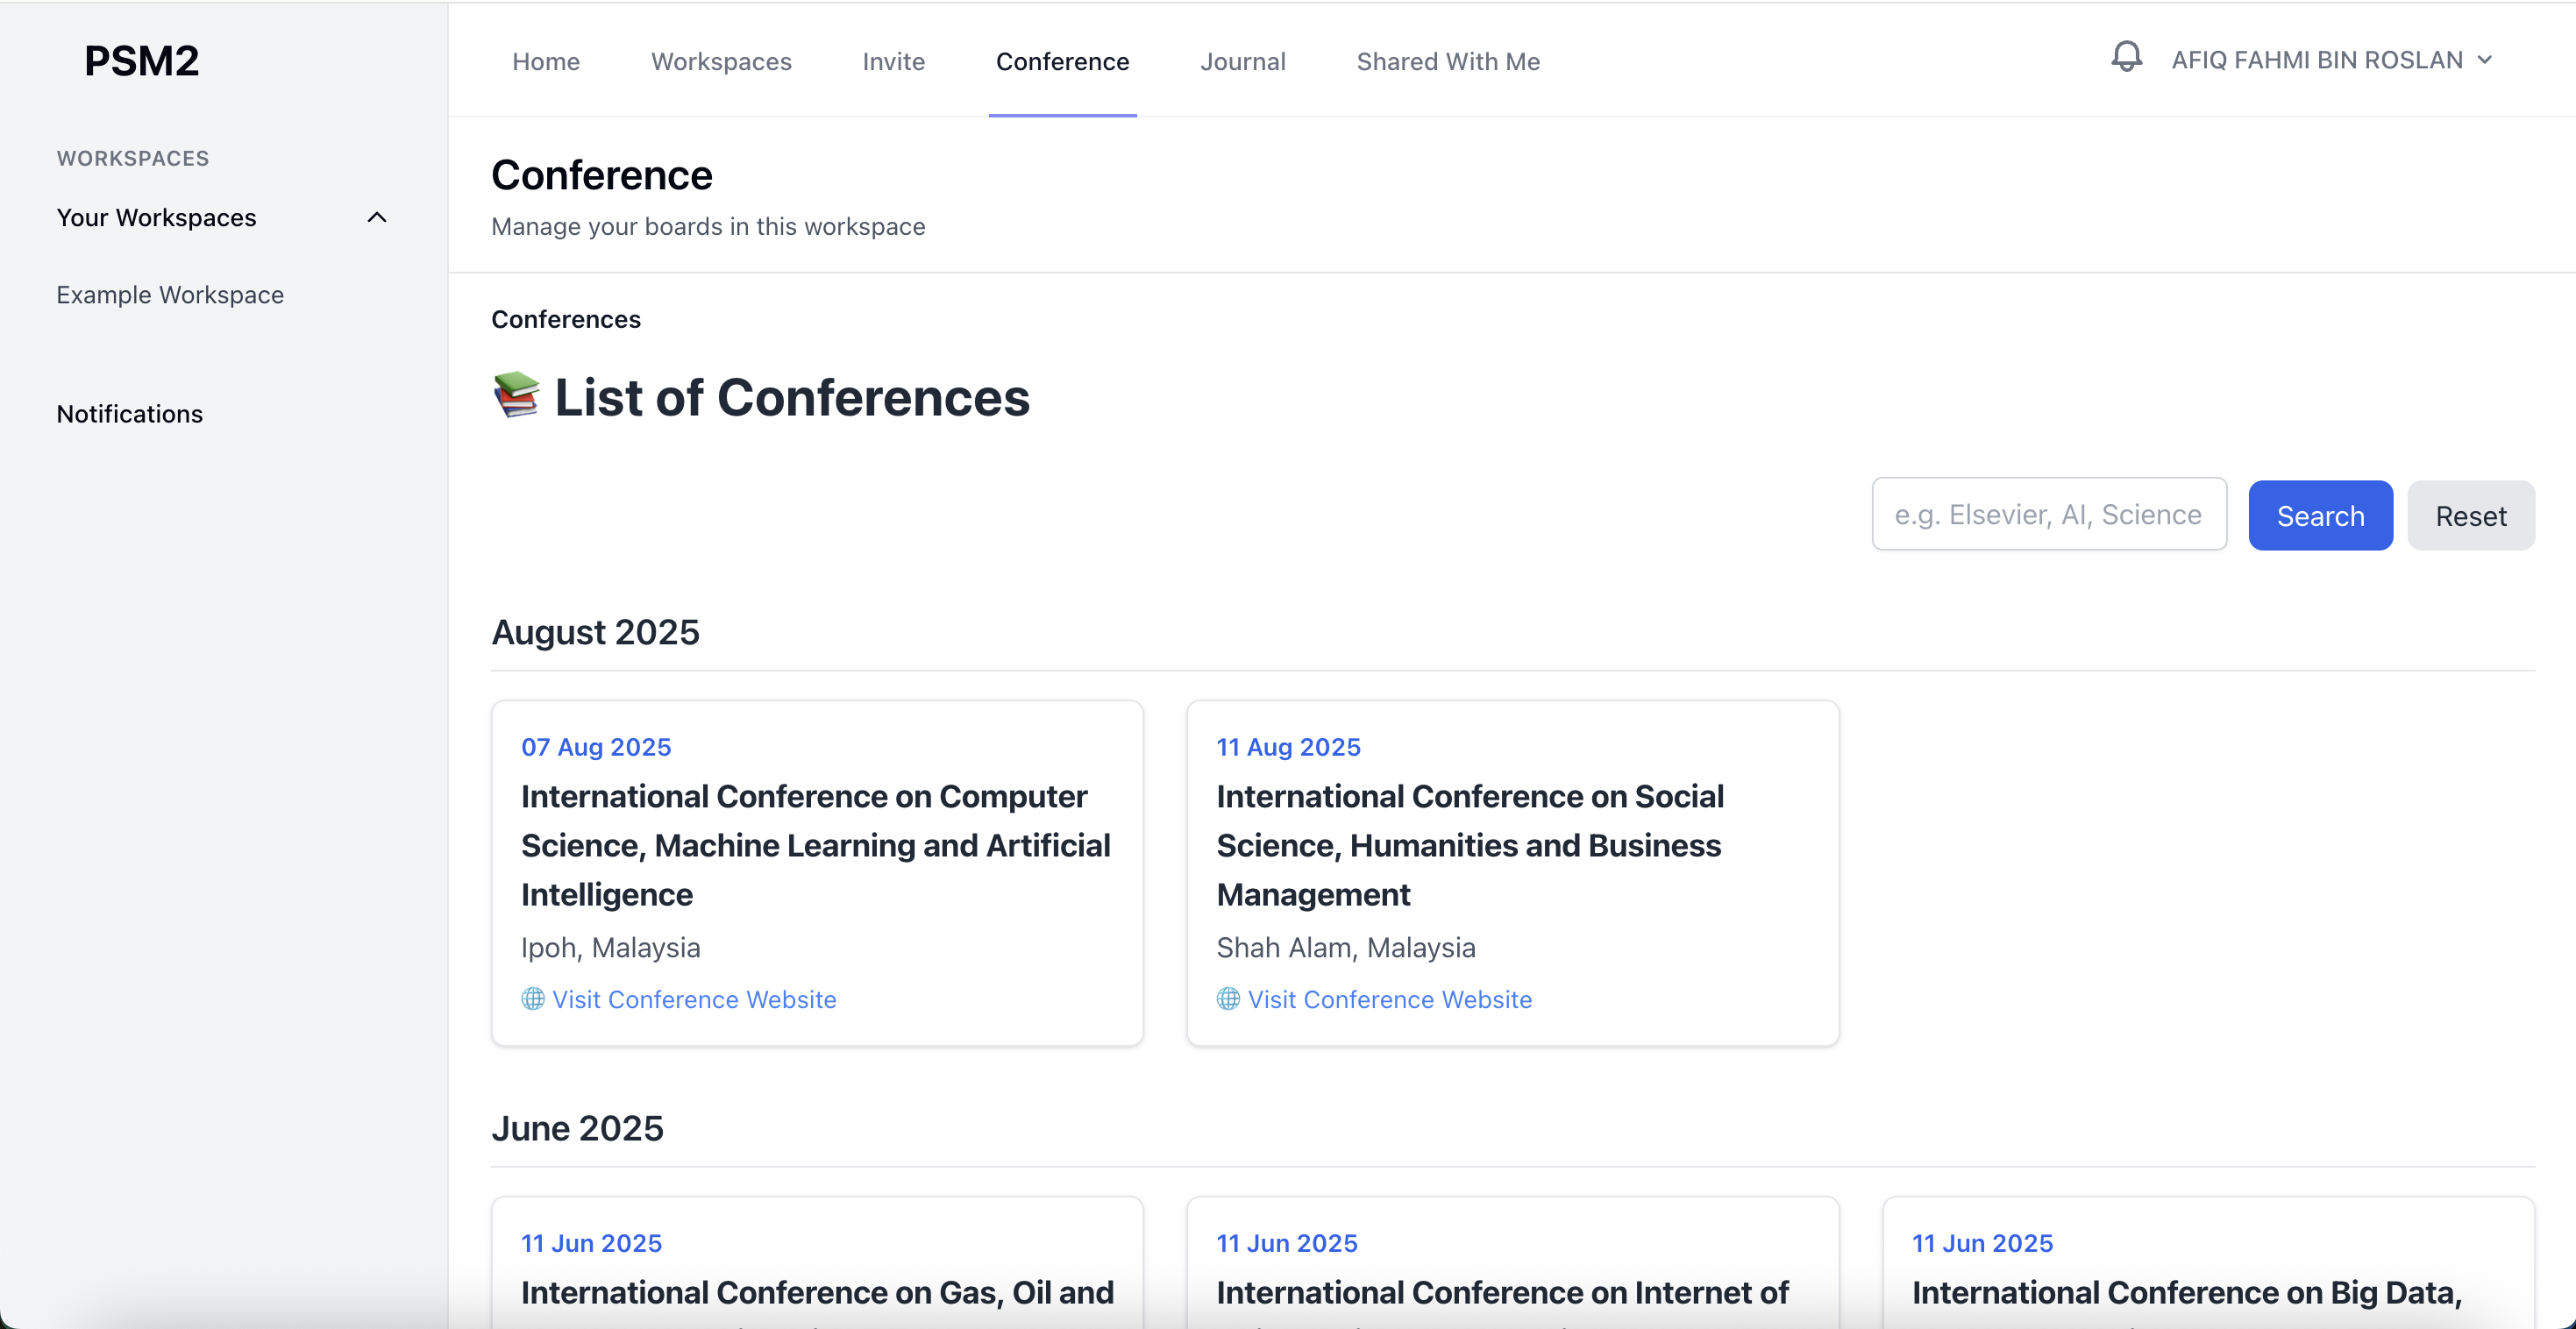 PSM2
WORKSPACES
Your Workspaces
Example Workspace
Notifications
Home
Workspaces
Invite
Conference
Journal
Shared With Me
AFIQ FAHMI BIN ROSLAN
Conference
Manage your boards in this workspace
Conferences
List of Conferences
e.g. Elsevier, AI, Science
Search
Reset
August 2025
07 Aug 2025
International Conference on Computer
Science, Machine Learning and Artificial
Intelligence
Ipoh, Malaysia
Visit Conference Website
11 Aug 2025
International Conference on Social
Science, Humanities and Business
Management
Shah Alam, Malaysia
Visit Conference Website
June 2025
11 Jun 2025
International Conference on Gas, Oil and
11 Jun 2025
International Conference on Internet of
11 Jun 2025
International Conference on Big Data,